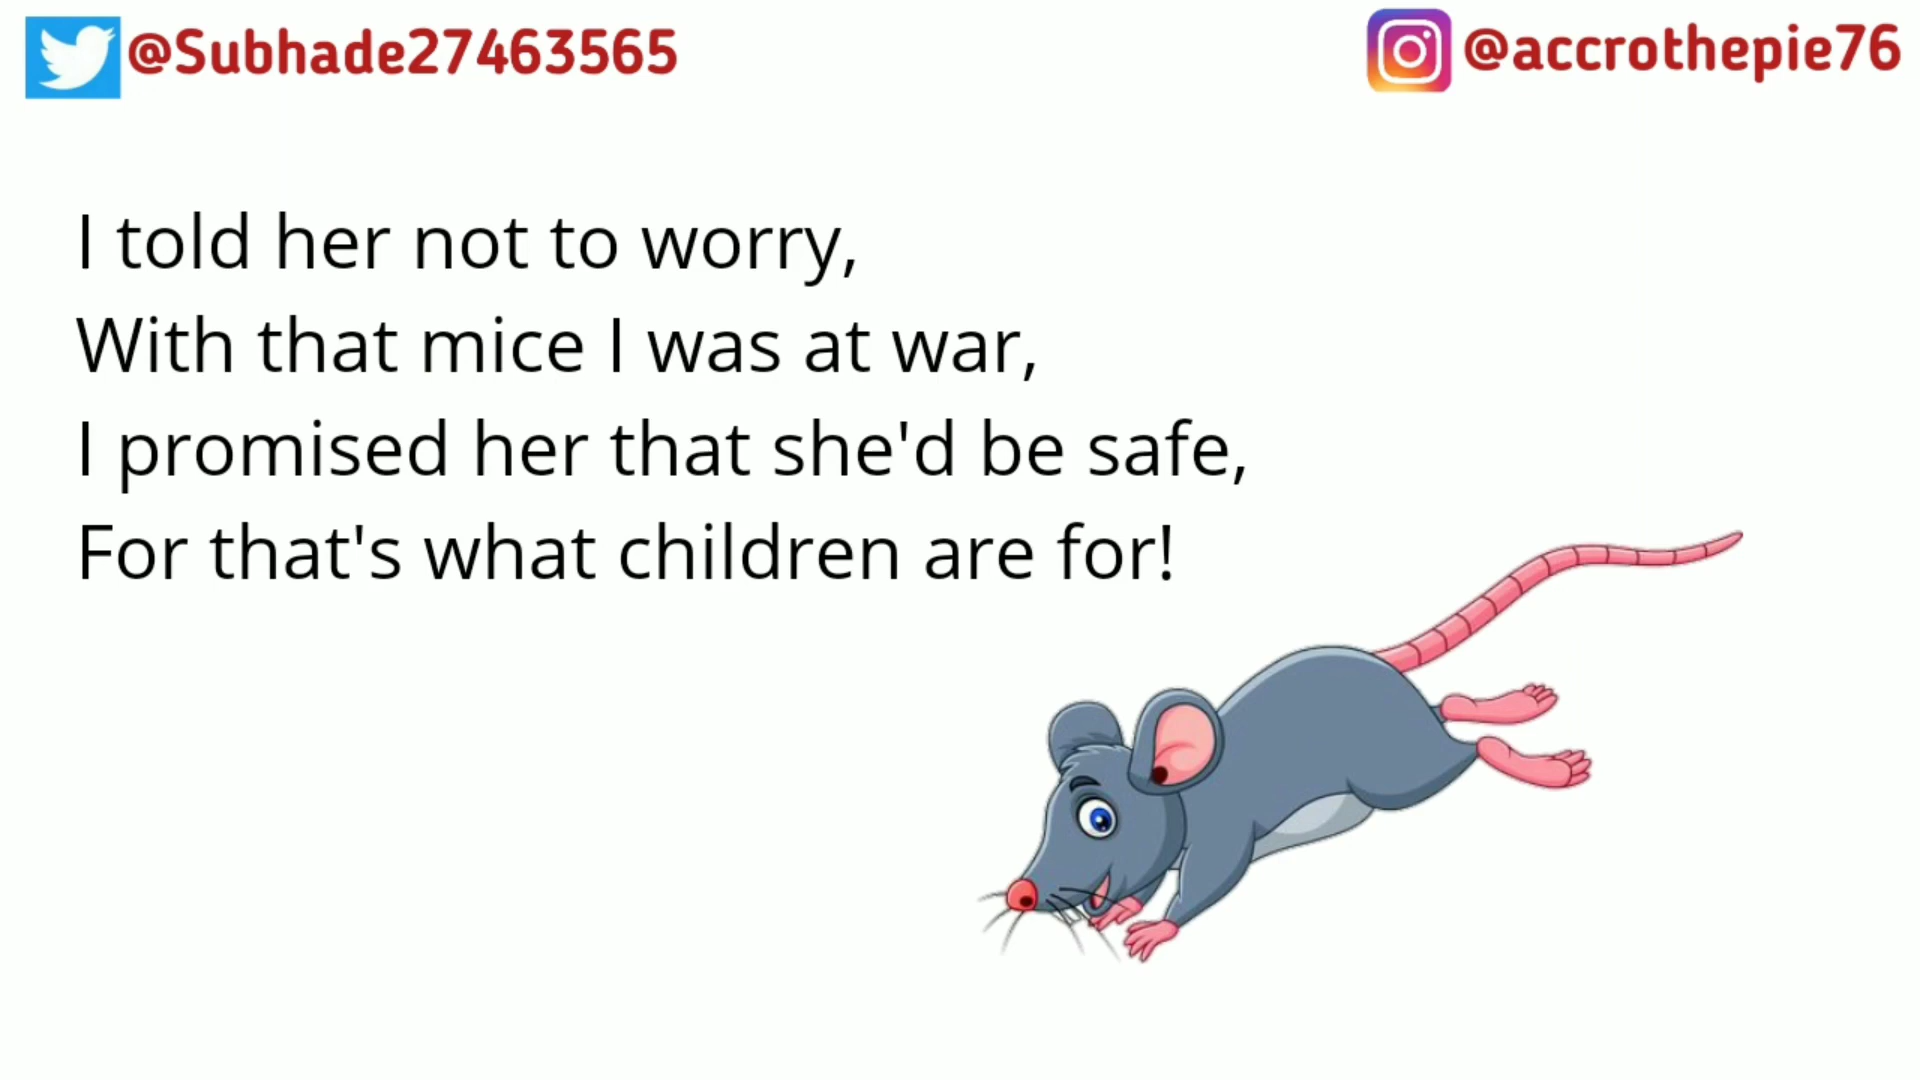 @Subhade27463565
@accrothepie76
I told her not to worry,
With that mice I was at war,
I promised her that she'd be safe,
For that's what children are for!